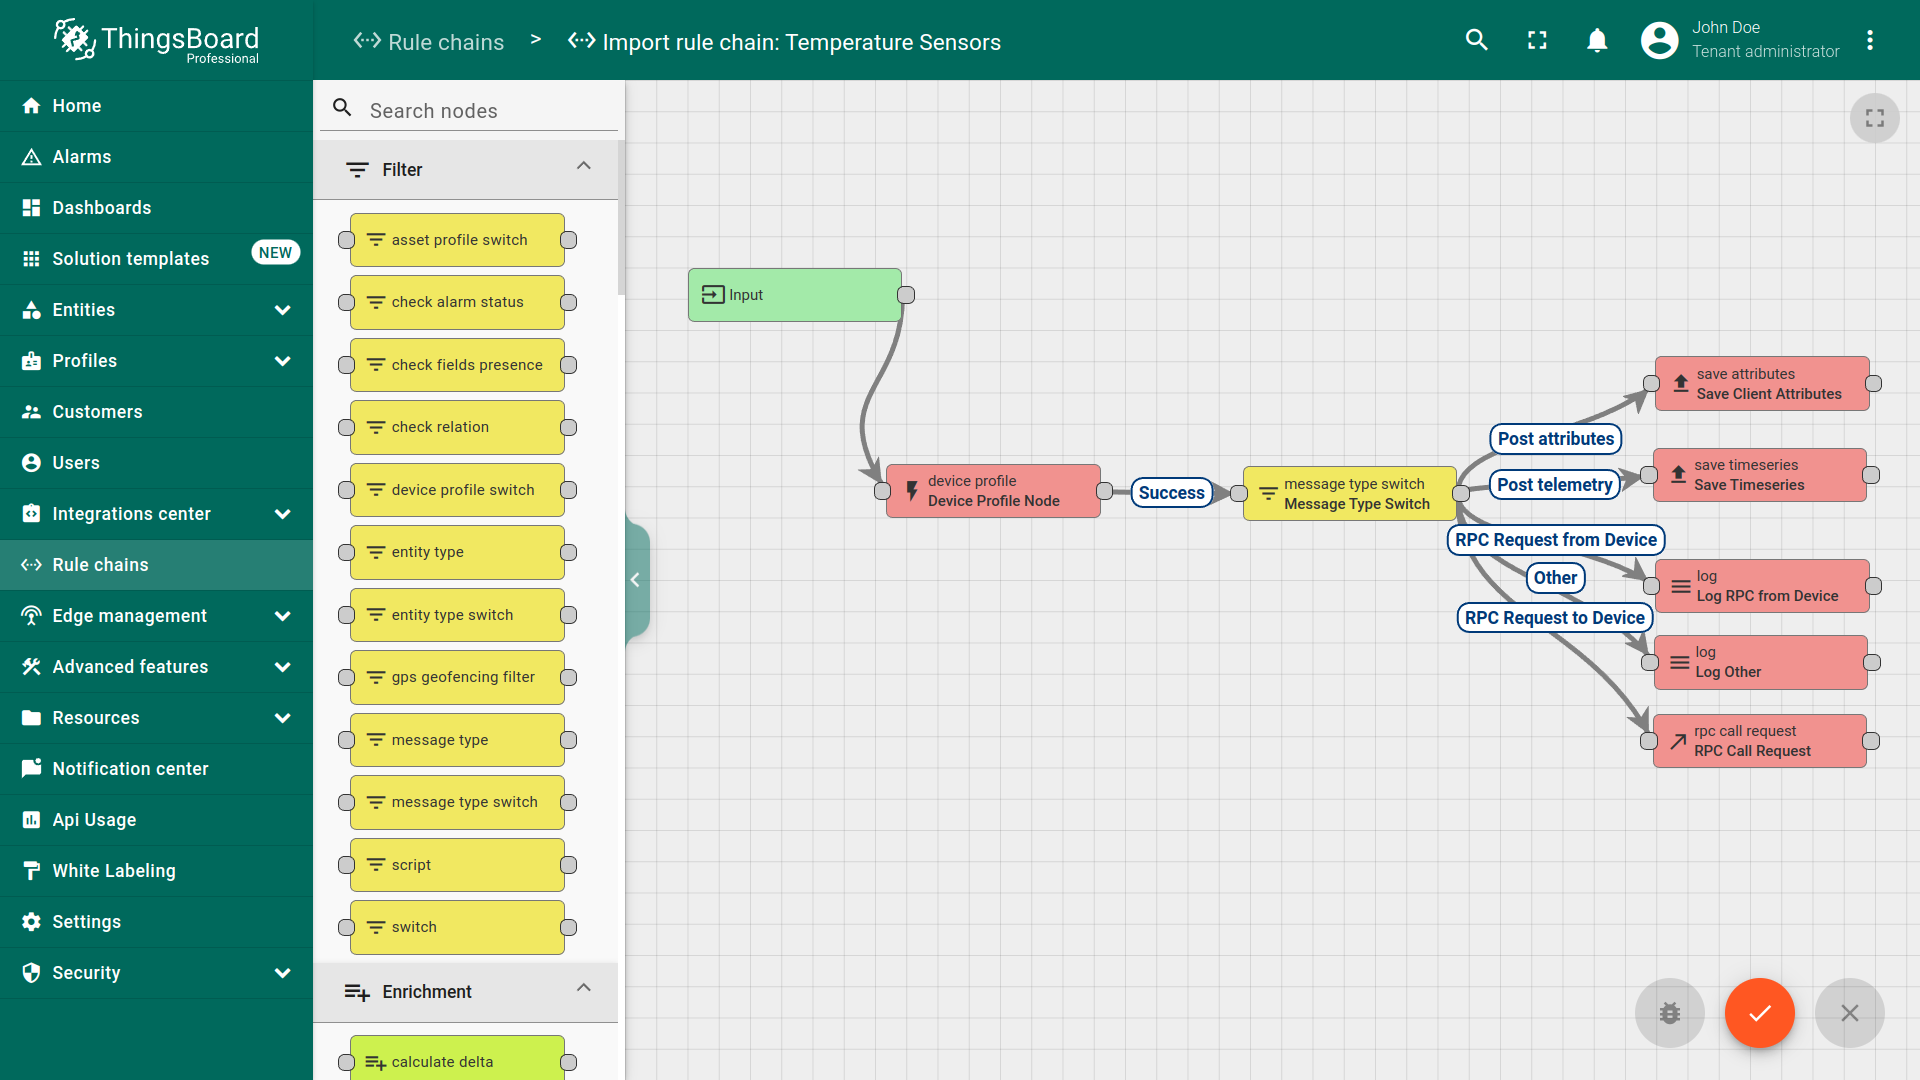 ThingsBoard
Professional
Rule chains > Import rule chain: Temperature Sensors
John Doe
Tenant administrator
Home
Alarms
Dashboards
Solution templates NEW
Entities
Profiles
Customers
Users
Integrations center
Rule chains
Edge management
Advanced features
Resources
Notification center
Api Usage
White Labeling
Settings
Security
Search nodes
Filter
asset profile switch
check alarm status
check fields presence
check relation
device profile switch
entity type
entity type switch
gps geofencing filter
message type
message type switch
script
switch
Enrichment
calculate delta
Input
device profile
Device Profile Node
Success
message type switch
Message Type Switch
Post attributes
Post telemetry
RPC Request from Device
Other
RPC Request to Device
save attributes
Save Client Attributes
save timeseries
Save Timeseries
log
Log RPC from Device
log
Log Other
rpc call request
RPC Call Request